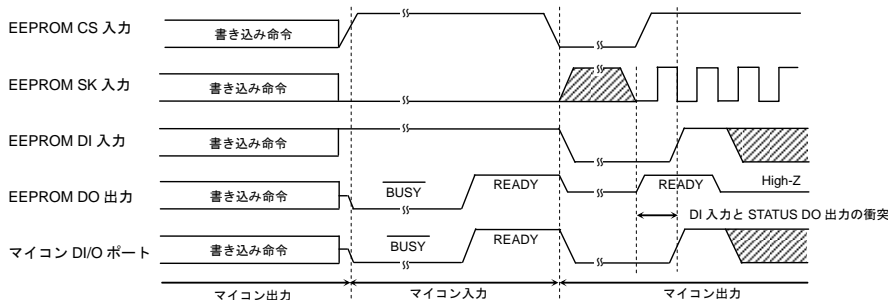 EEPROM CS 入力
書き込み命令
EEPROM SK 入力
書き込み命令
EEPROM DI 入力
書き込み命令
EEPROM DO 出力
書き込み命令
BUSY
READY
READY
High-Z
DI 入力と STATUS DO 出力の衝突
マイコン DI/O ポート
書き込み命令
BUSY
READY
マイコン出力
マイコン入力
マイコン出力